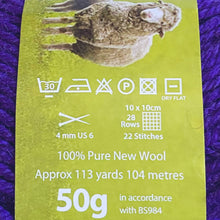 30
DRY FLAT
10 x 10cm
28
Rows
4 mm US 6
22 Stitches
100% Pure New Wool
Approx 113 yards 104 metres
50g in accordance
with BS984